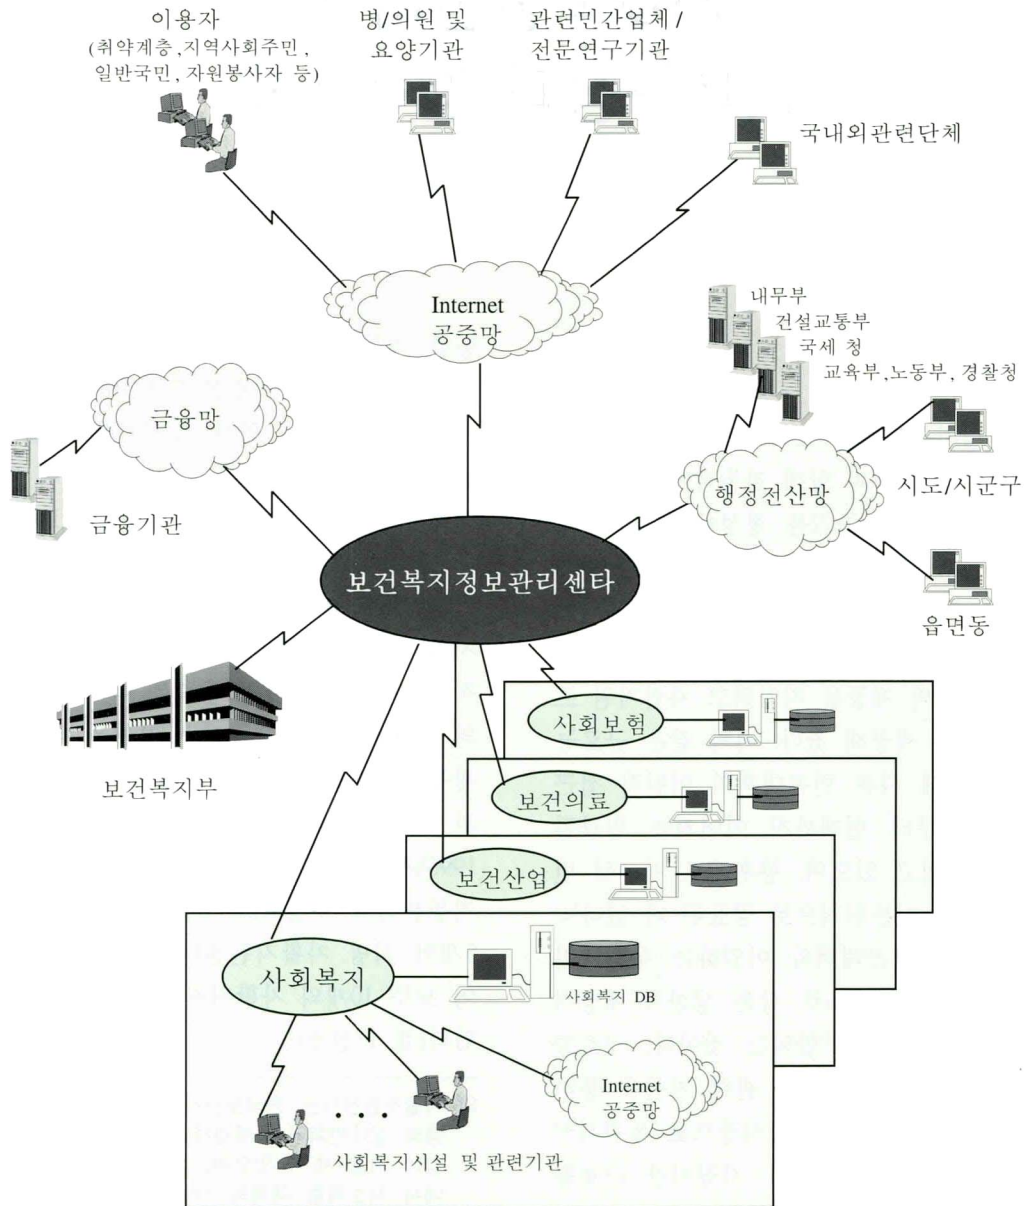 이용자
(취약계층,지역사회주민,
일반국민, 자원봉사자 등)
병/의원 및
요양기관
관련민간업체/
전문연구기관
국내외관련단체
Internet
공중망
내무부
건설교통부
국세 청
교육부,노동부, 경찰청
금융망
금융기관
행정전산망
시도/시군구
읍면동
보건복지정보관리센타
보건복지부
사회보험
보건의료
보건산업
사회복지
사회복지 DB
Internet
공중망
• • •
사회복지시설 및 관련기관